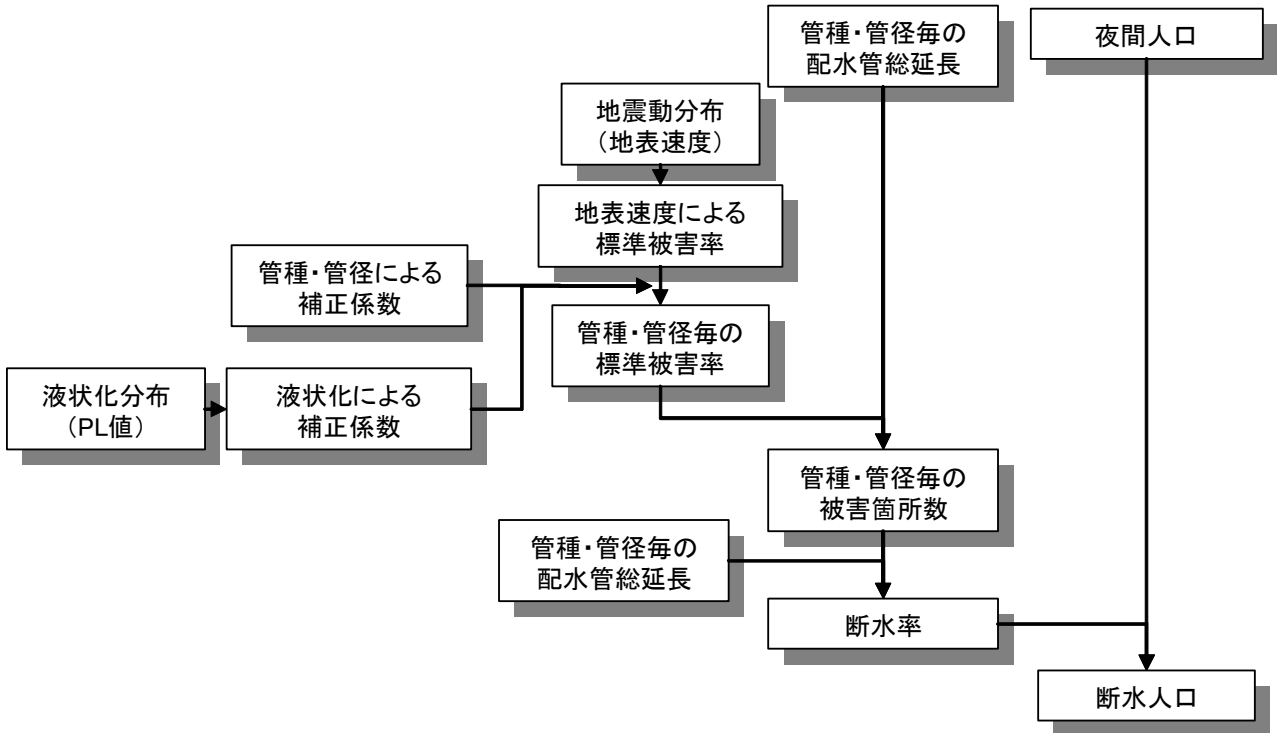 管種・管径毎の
配水管総延長
夜間人口
地震動分布
（地表速度）
地表速度による
標準被害率
管種・管径による
補正係数
管種・管径毎の
標準被害率
液状化分布
（PL値）
液状化による
補正係数
管種・管径毎の
被害箇所数
管種・管径毎の
配水管総延長
断水率
断水人口